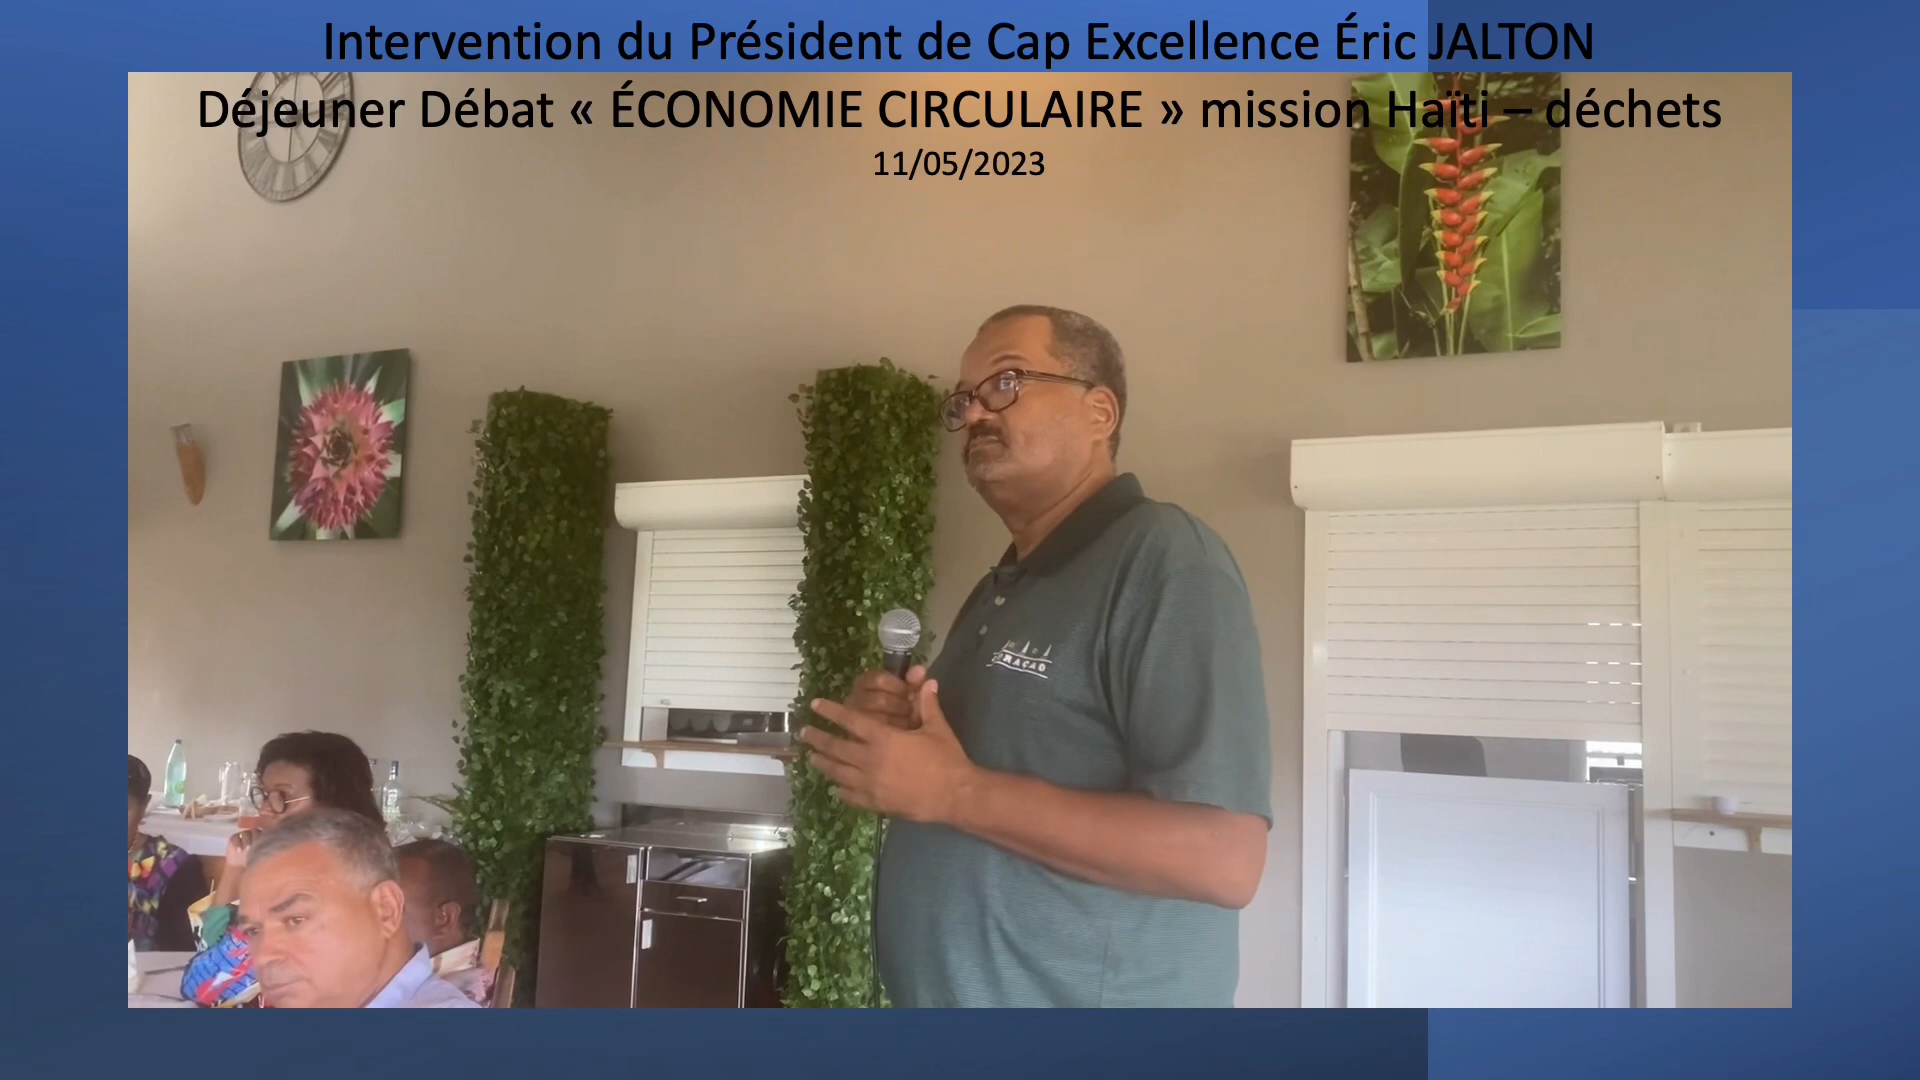 Intervention du Président de Cap Excellence Éric JALTON
Déjeuner Débat « ÉCONOMIE CIRCULAIRE » mission Haïti – déchets
11/05/2023